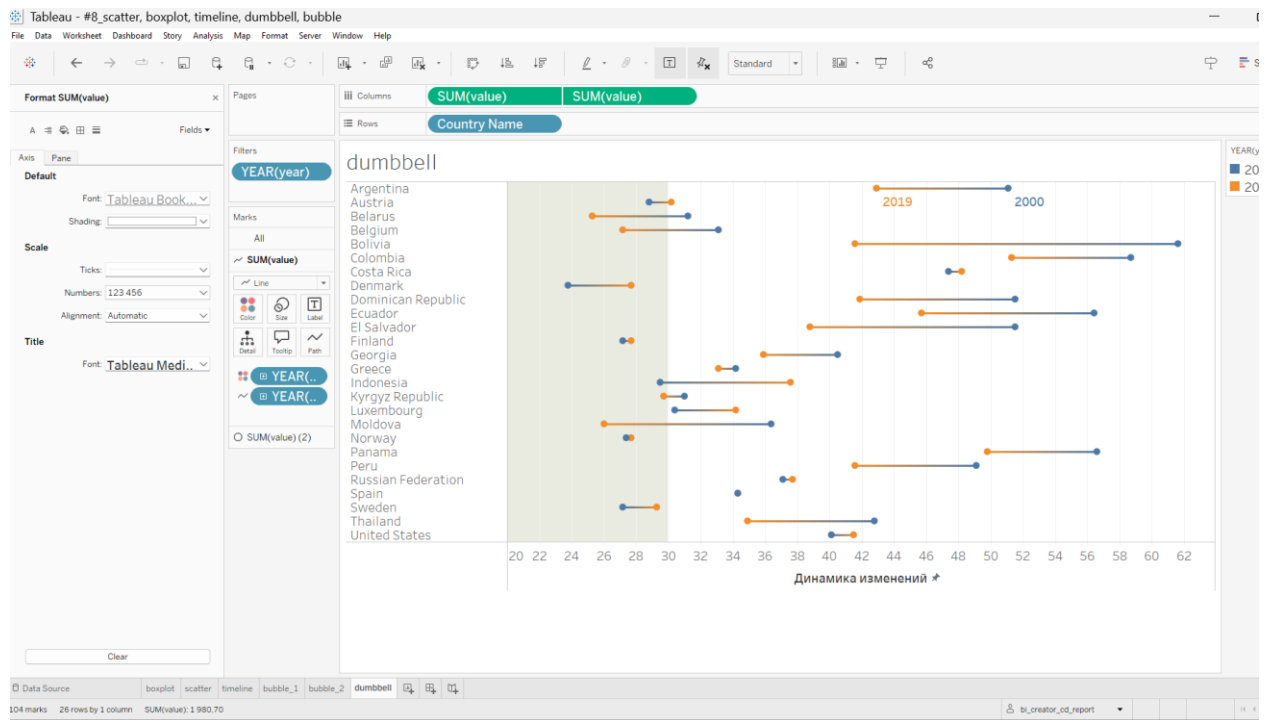 Tableau - #8_scatter, boxplot, timeline, dumbbell, bubble
File Data Worksheet Dashboard Story Analysis Map Format Server Window Help
Standard
Format SUM(value)
Fields
Axis Pane
Default
Font: Tableau Book...
Shading:
Scale
Ticks:
Numbers: 123 456
Alignment: Automatic
Title
Font: Tableau Medi..
Clear
Pages
Filters
YEAR(year)
Marks
All
SUM(value)
Line
Color Size Label
Detail Tooltip Path
YEAR(..
YEAR(..
SUM(value) (2)
Columns SUM(value) SUM(value)
Rows Country Name
dumbbell
Argentina
Austria
2019 2000
Belarus
Belgium
Bolivia
Colombia
Costa Rica
Denmark
Dominican Republic
Ecuador
El Salvador
Finland
Georgia
Greece
Indonesia
Kyrgyz Republic
Luxembourg
Moldova
Norway
Panama
Peru
Russian Federation
Spain
Sweden
Thailand
United States
20 22 24 26 28 30 32 34 36 38 40 42 44 46 48 50 52 54 56 58 60 62
Динамика изменений
YEAR(y
20
20
Data Source boxplot scatter timeline bubble_1 bubble_2 dumbbell
104 marks 26 rows by 1 column SUM(value): 1 980,70
bi_creator_cd_report